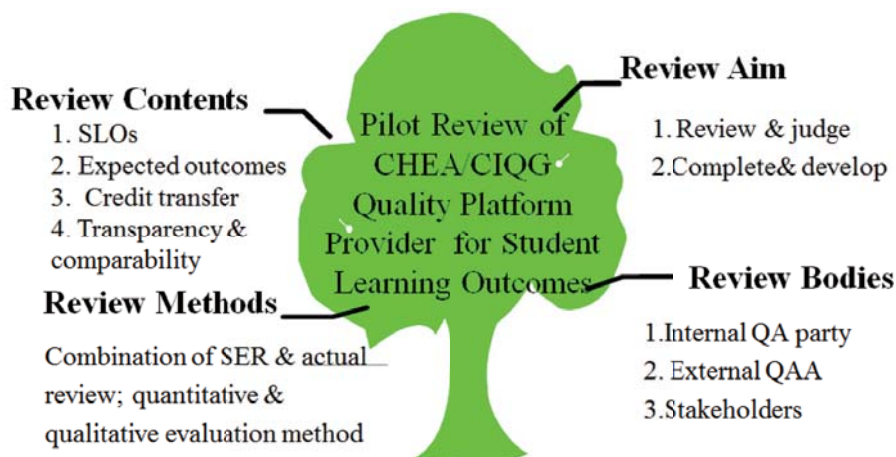 Review Contents
1. SLOs
2. Expected outcomes
3. Credit transfer
4. Transparency &
comparability
Review Methods
Combination of SER & actual
review; quantitative &
qualitative evaluation method
Pilot Review of
CHEA/CIQG
Quality Platform
Provider for Student
Learning Outcomes
Review Aim
1. Review & judge
2.Complete& develop
Review Bodies
1.Internal QA party
2. External QAA
3.Stakeholders